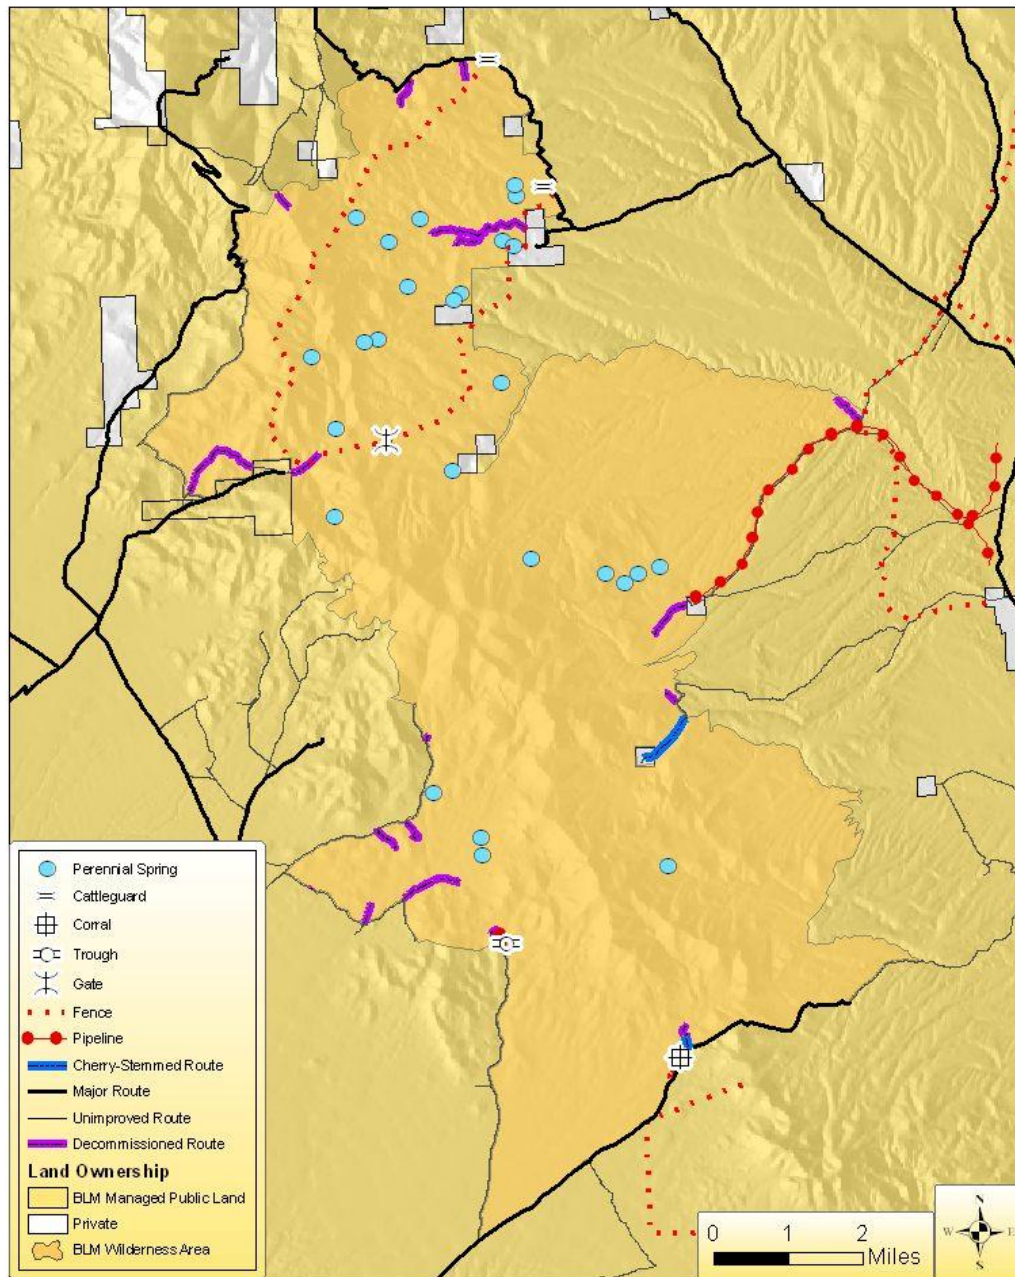 Perennial Spring
Cattleguard
Corral
Trough
Gate
Fence
Pipeline
Cherry-Stemmed Route
Major Route
Unimproved Route
Decommissioned Route
Land Ownership
BLM Managed Public Land
Private
BLM Wilderness Area
0 1 2
Miles
N
W E
S